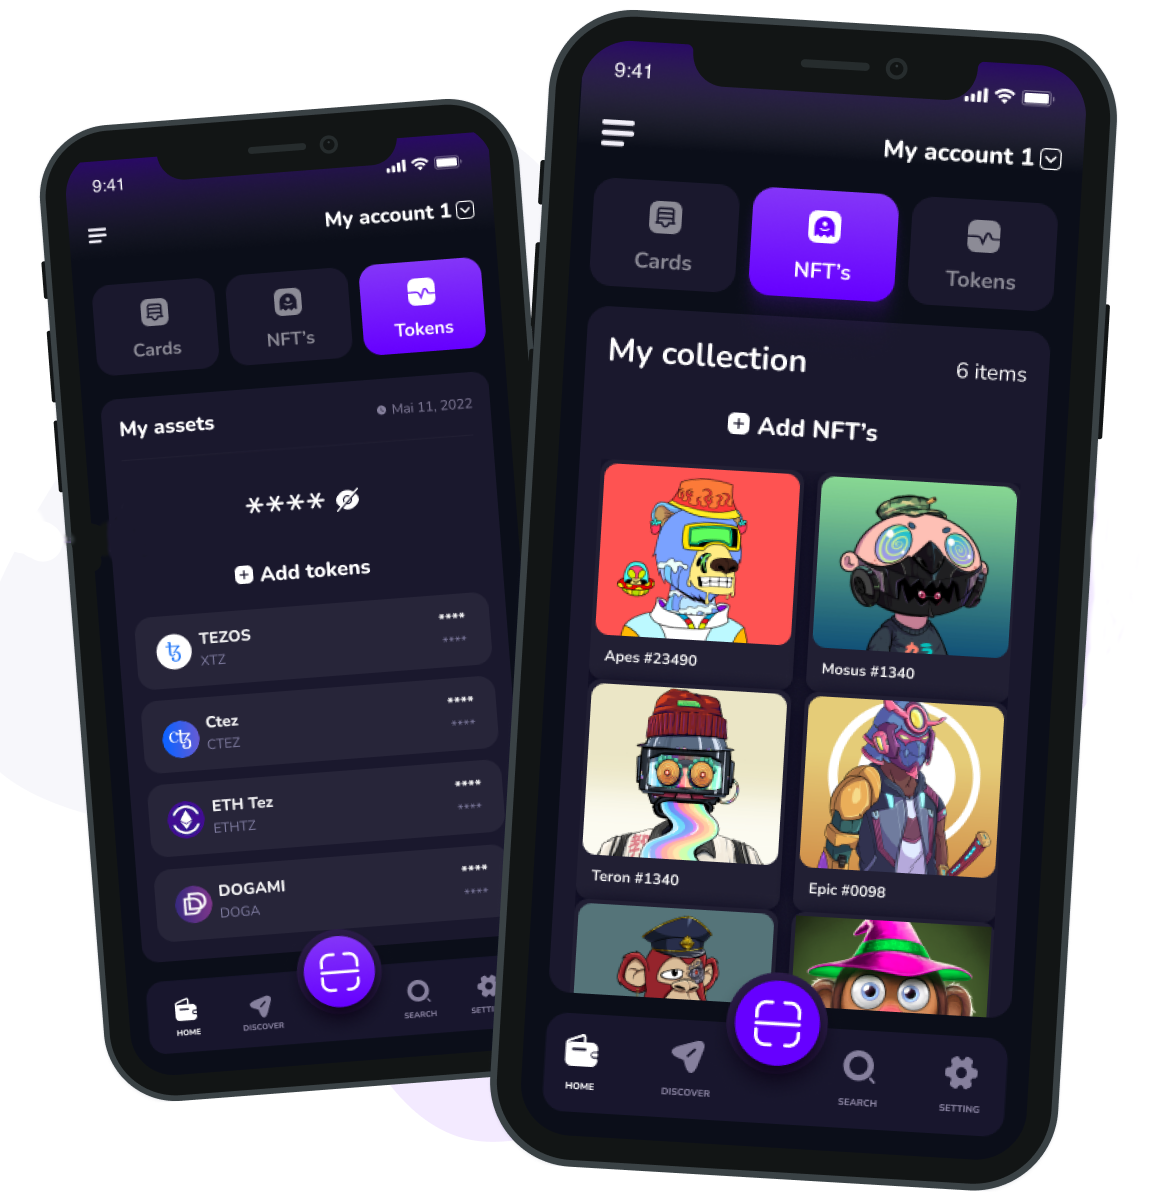 9:41
My account 1
Cards
NFT's
Tokens
My assets
Mai 11, 2022
****
Add tokens
TEZOS
XTZ
****
****
Ctez
CTEZ
****
****
ETH Tez
ETHTZ
****
****
DOGAMI
DOGA
****
****
HOME
DISCOVER
SEARCH
SETTI
9:41
My account 1
Cards
NFT's
Tokens
My collection
6 items
Add NFT's
Apes #23490
Mosus #1340
Teron #1340
Epic #0098
HOME
DISCOVER
SEARCH
SETTING